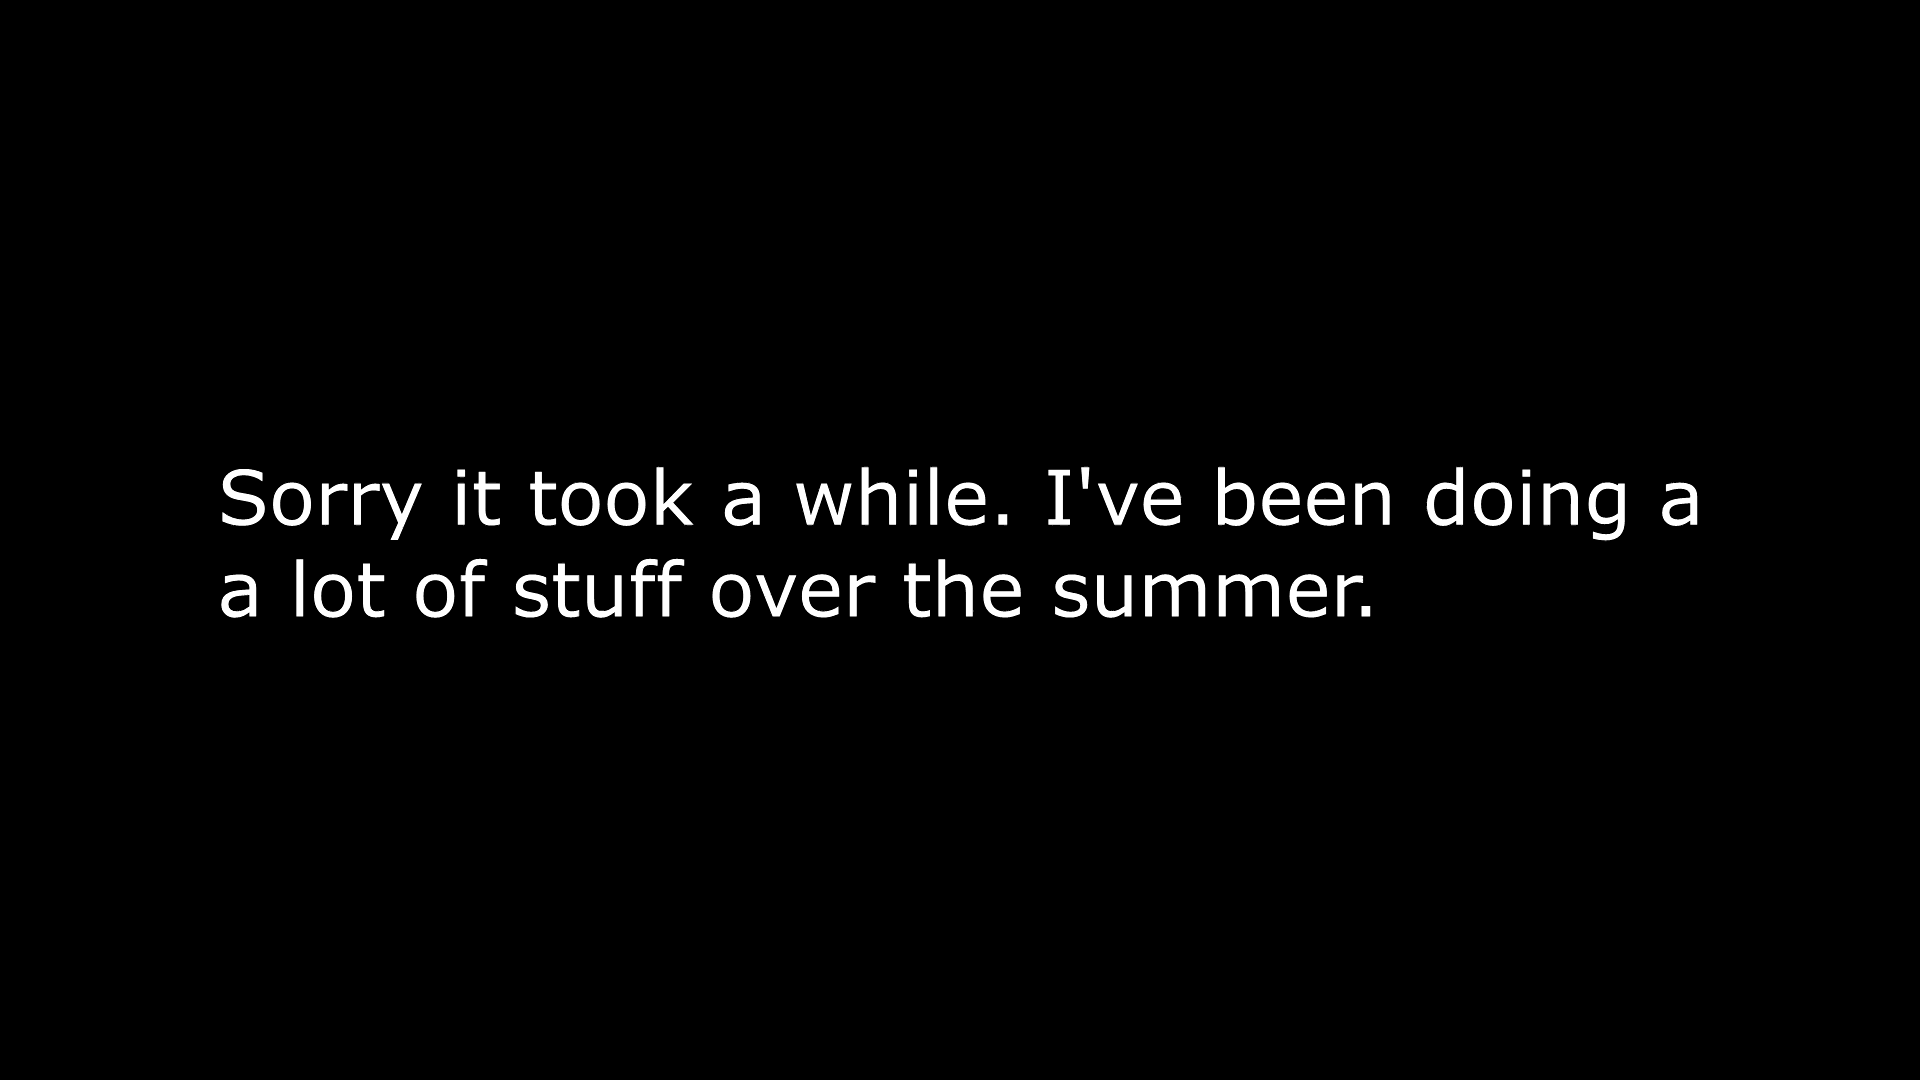 Sorry it took a while. I've been doing a
a lot of stuff over the summer.